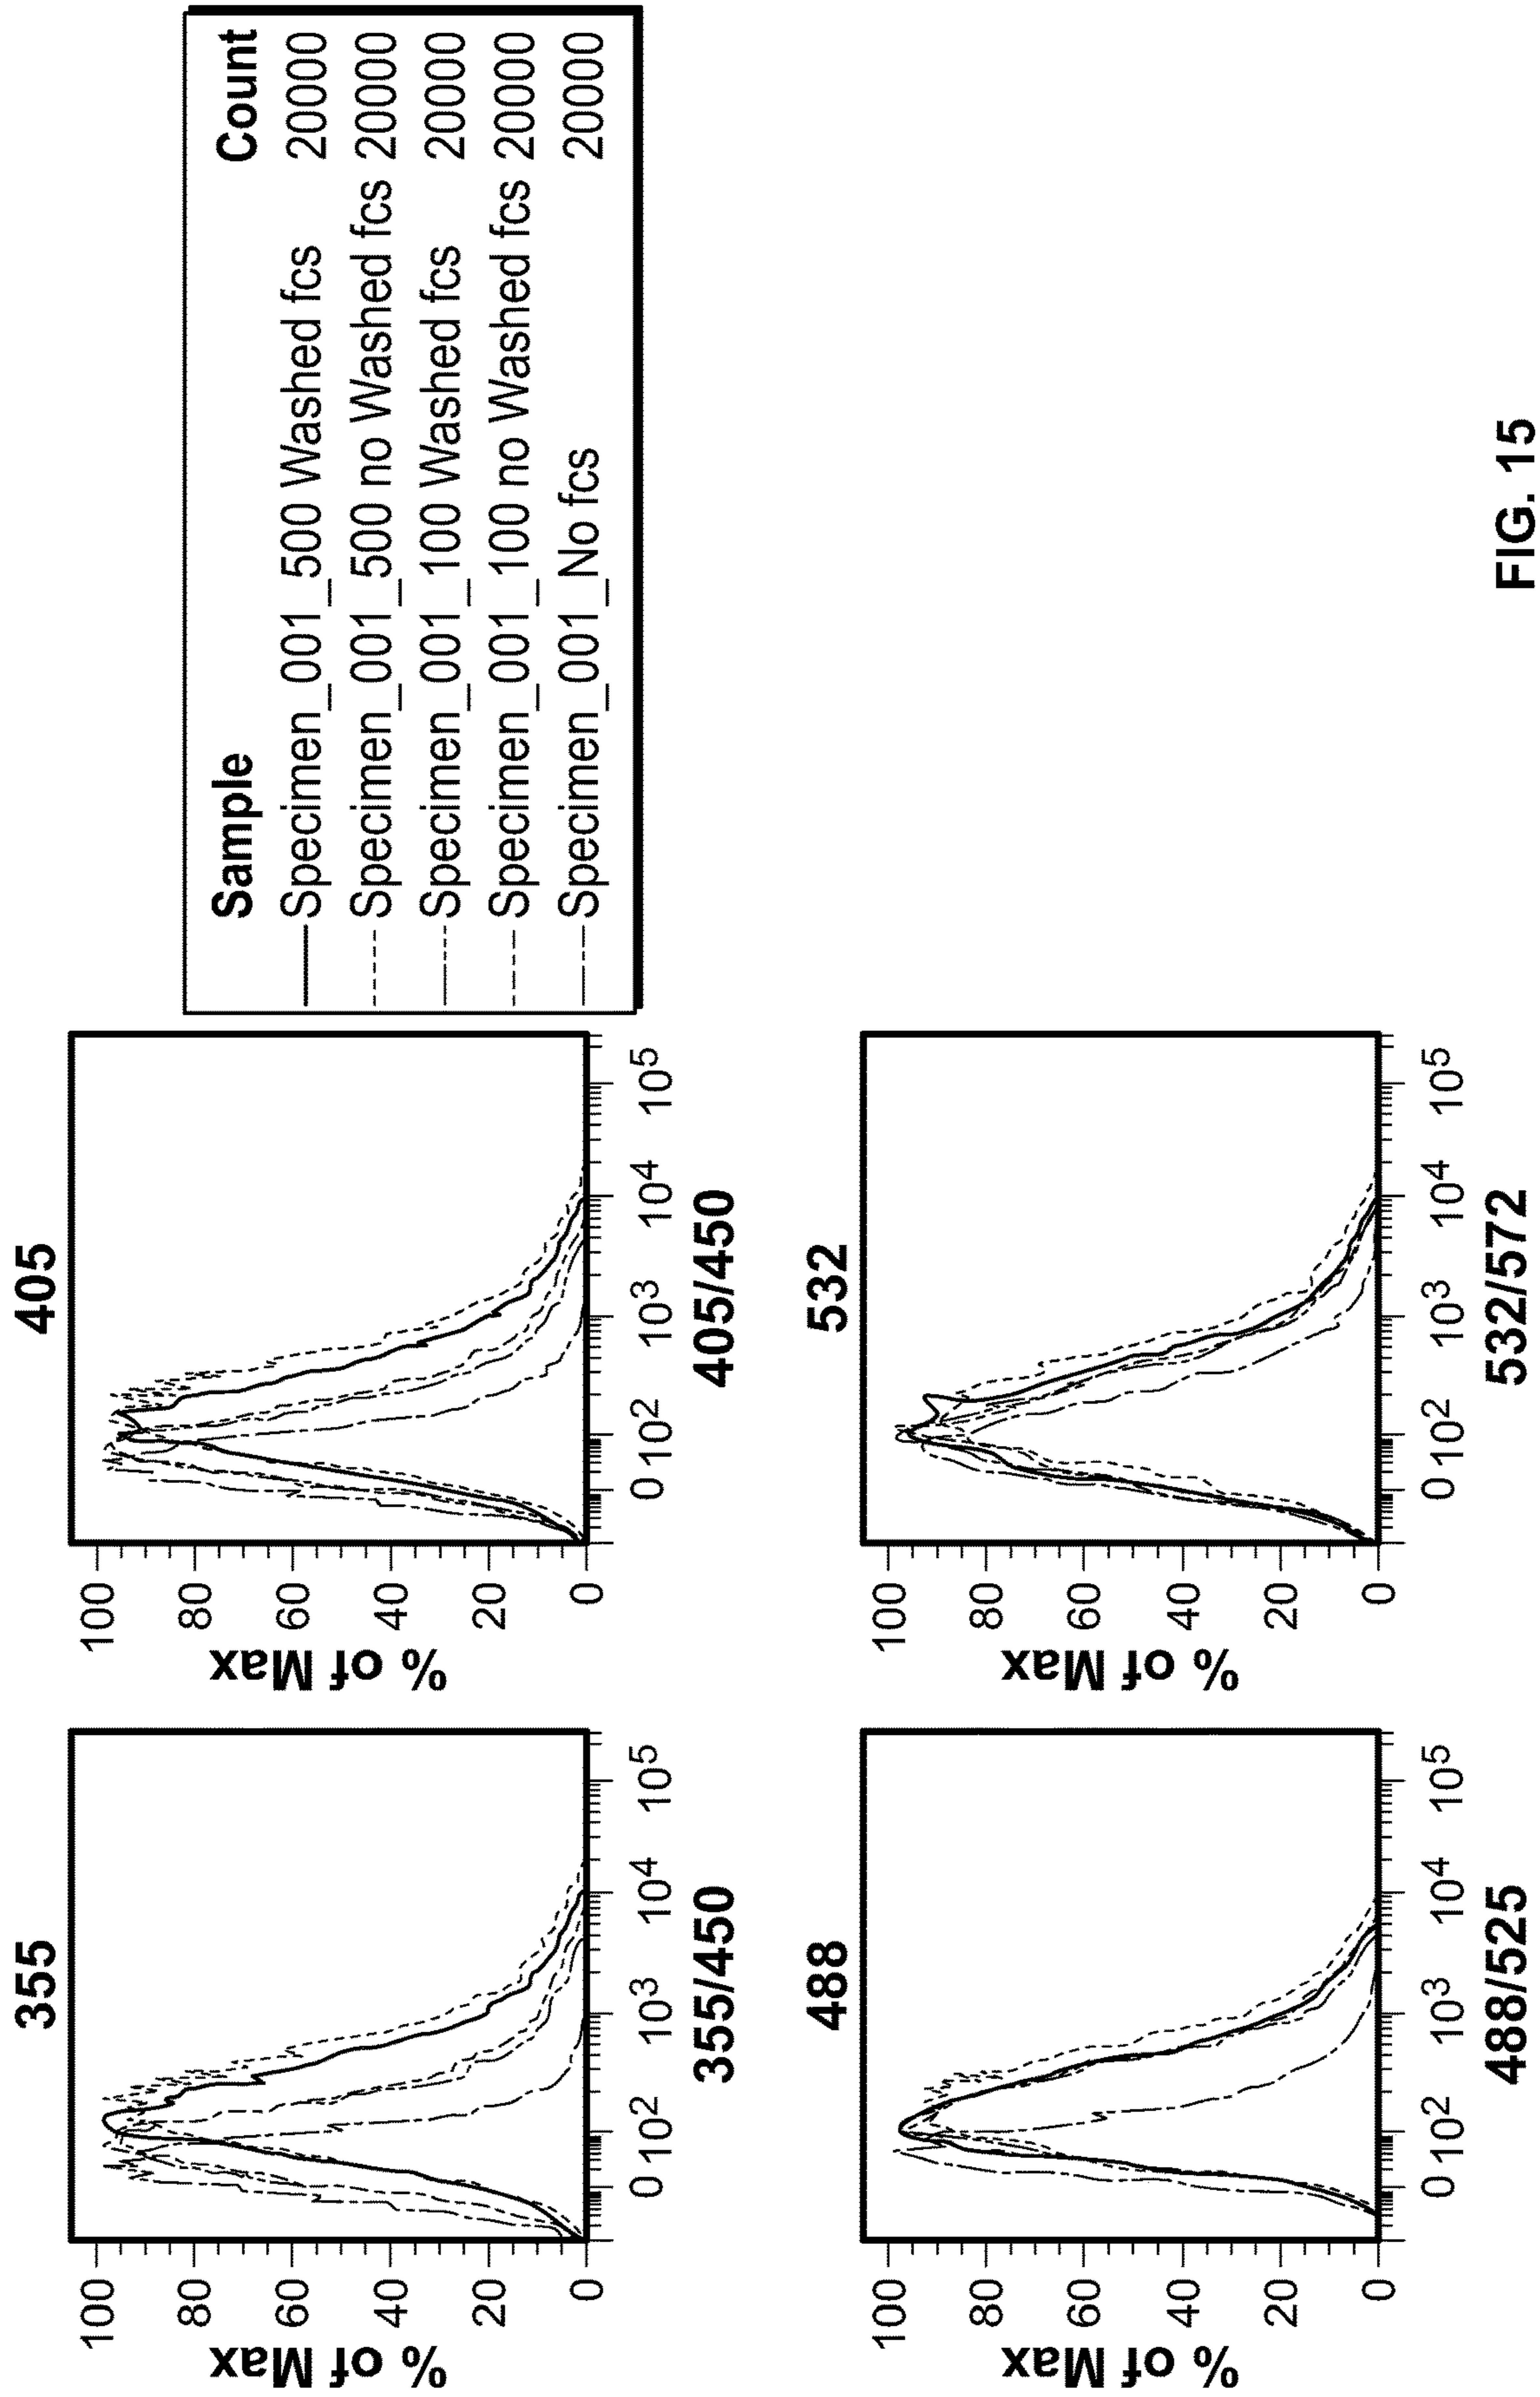 355
% of Max
100
80
60
40
20
0
0 10² 10³ 10⁴ 10⁵
355/450
405
% of Max
100
80
60
40
20
0
0 10² 10³ 10⁴ 10⁵
405/450
Sample Count
Specimen_001_500 Washed fcs 20000
Specimen_001_500 no Washed fcs 20000
Specimen_001_100 Washed fcs 20000
Specimen_001_100 no Washed fcs 20000
Specimen_001_No fcs 20000
488
% of Max
100
80
60
40
20
0
0 10² 10³ 10⁴ 10⁵
488/525
532
% of Max
100
80
60
40
20
0
0 10² 10³ 10⁴ 10⁵
532/572
FIG. 15